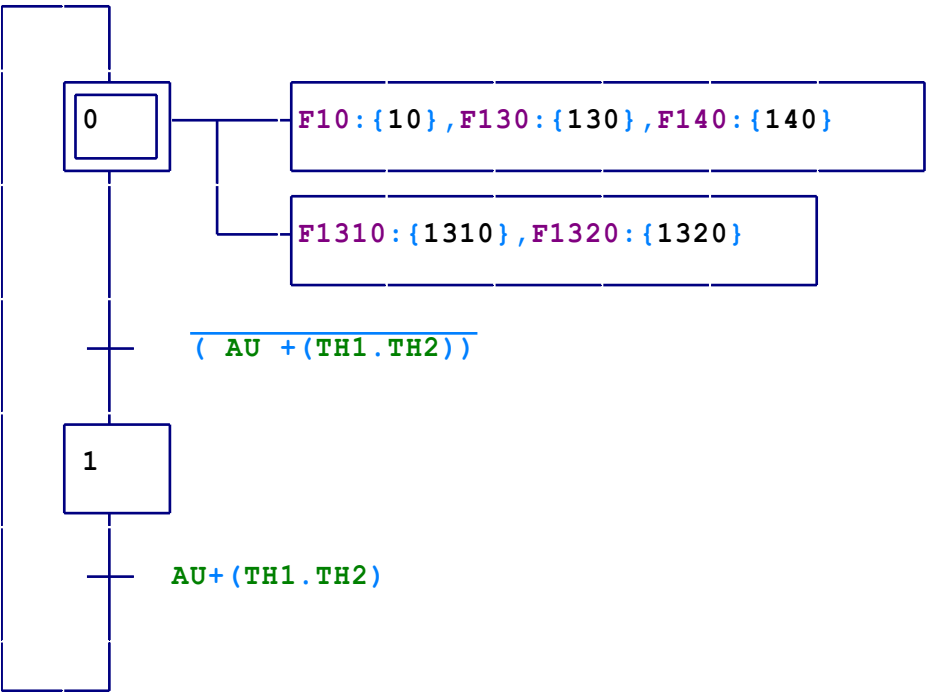 0
F10:{10},F130:{130},F140:{140}
F1310:{1310},F1320:{1320}
( AU +(TH1.TH2))
1
AU+(TH1.TH2)